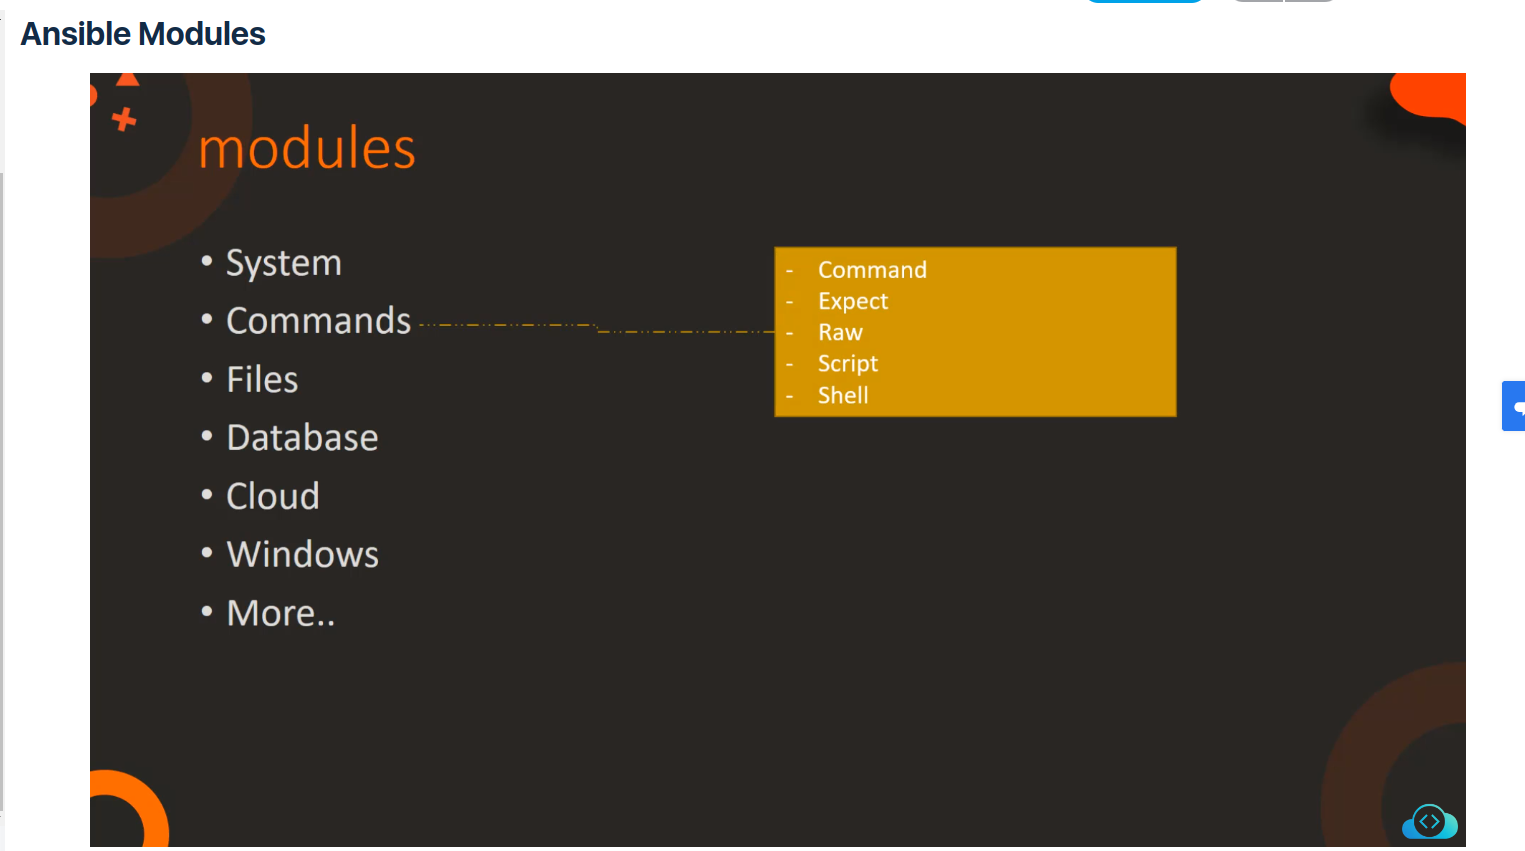 Ansible Modules
modules
• System
• Commands
• Files
• Database
• Cloud
• Windows
• More..
- Command
- Expect
- Raw
- Script
- Shell